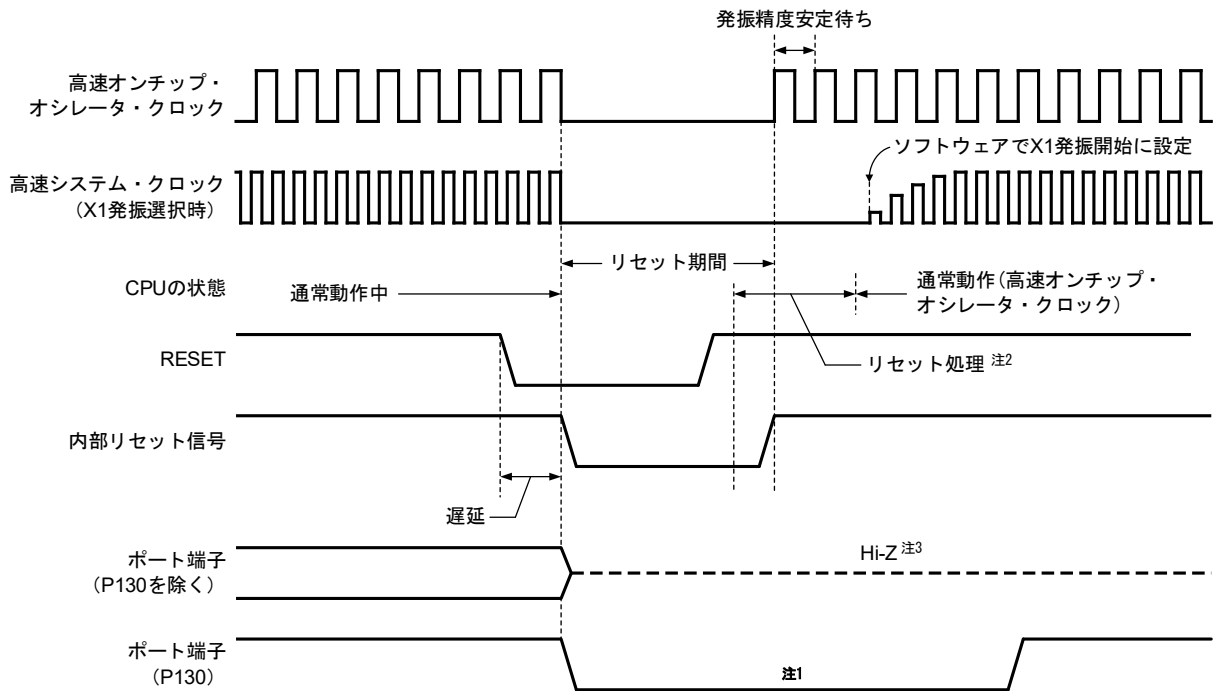 発振精度安定待ち
高速オンチップ・
オシレータ・クロック
ソフトウェアでX1発振開始に設定
高速システム・クロック
（X1発振選択時）
リセット期間
CPUの状態
通常動作中
通常動作（高速オンチップ・
オシレータ・クロック）
RESET
リセット処理 注2
内部リセット信号
遅延
ポート端子
（P130を除く）
Hi-Z 注3
ポート端子
（P130）
注1